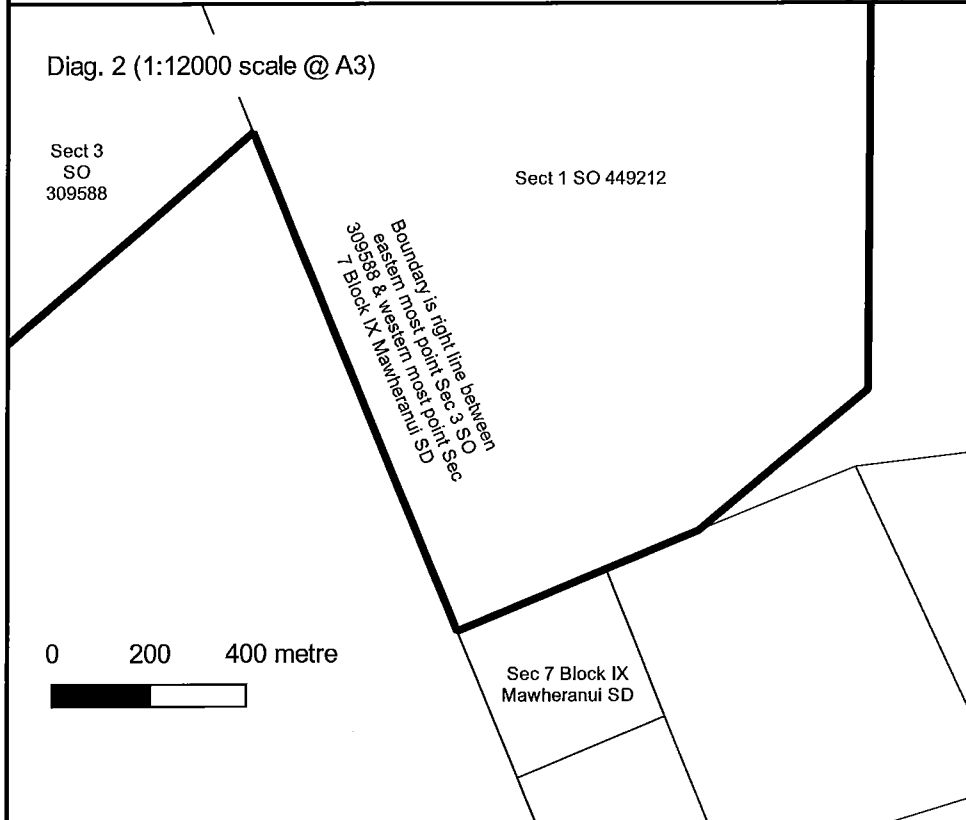 Diag. 2 (1:12000 scale @ A3)
Sect 3
SO
309588
Sect 1 SO 449212
Boundary is right line between
eastern most point Sec 3 SO
309588 & western most point Sec
7 Block IX Mawheranui SD
0 200 400 metre
Sec 7 Block IX
Mawheranui SD